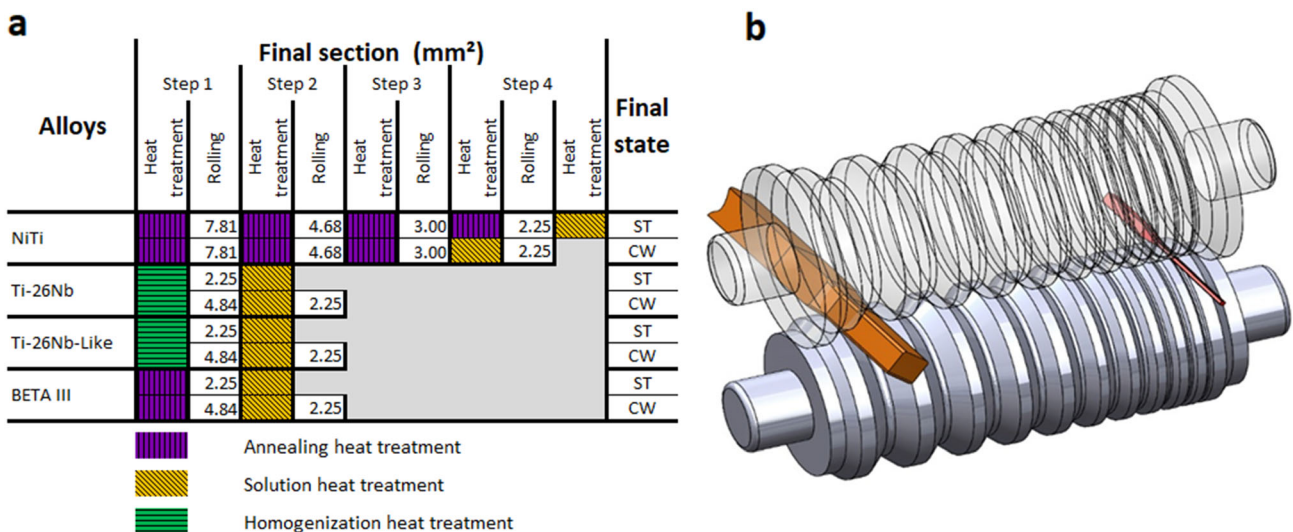 a
b
Final section (mm²)
Step 1 Step 2 Step 3 Step 4
Alloys
Heat treatment Rolling Heat treatment Rolling Heat treatment Rolling Heat treatment Rolling Heat treatment
Final state
NiTi
7.81 4.68 3.00 2.25 ST
7.81 4.68 3.00 2.25 CW
Ti-26Nb
2.25 ST
4.84 2.25 CW
Ti-26Nb-Like
2.25 ST
4.84 2.25 CW
BETA III
2.25 ST
4.84 2.25 CW
Annealing heat treatment
Solution heat treatment
Homogenization heat treatment